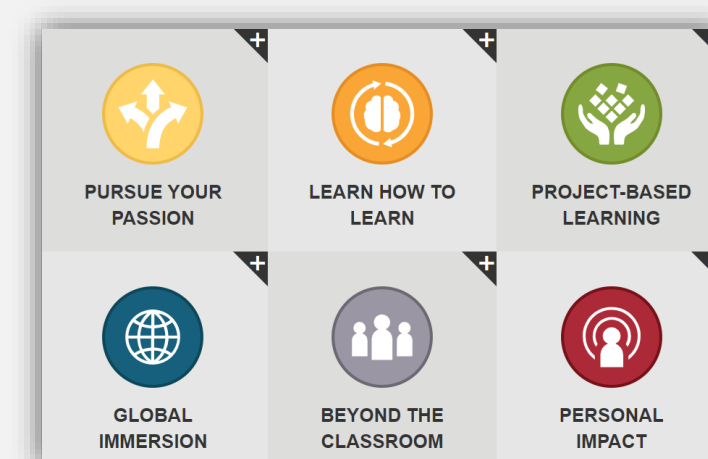 PURSUE YOUR
PASSION
LEARN HOW TO
LEARN
PROJECT-BASED
LEARNING
GLOBAL
IMMERSION
BEYOND THE
CLASSROOM
PERSONAL
IMPACT